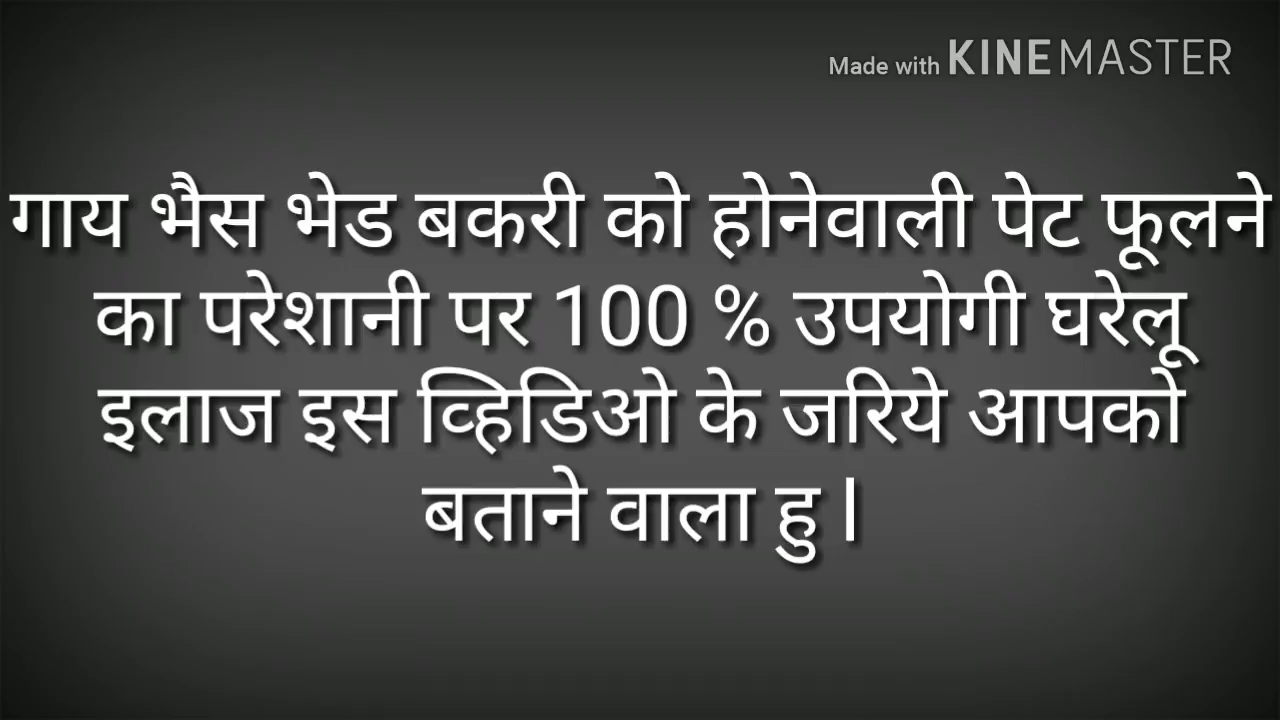 Made with KINEMASTER
गाय भैस भेड बकरी को होनेवाली पेट फूलने
का परेशानी पर 100 % उपयोगी घरेलू
इलाज इस व्हिडिओ के जरिये आपको
बताने वाला हु l